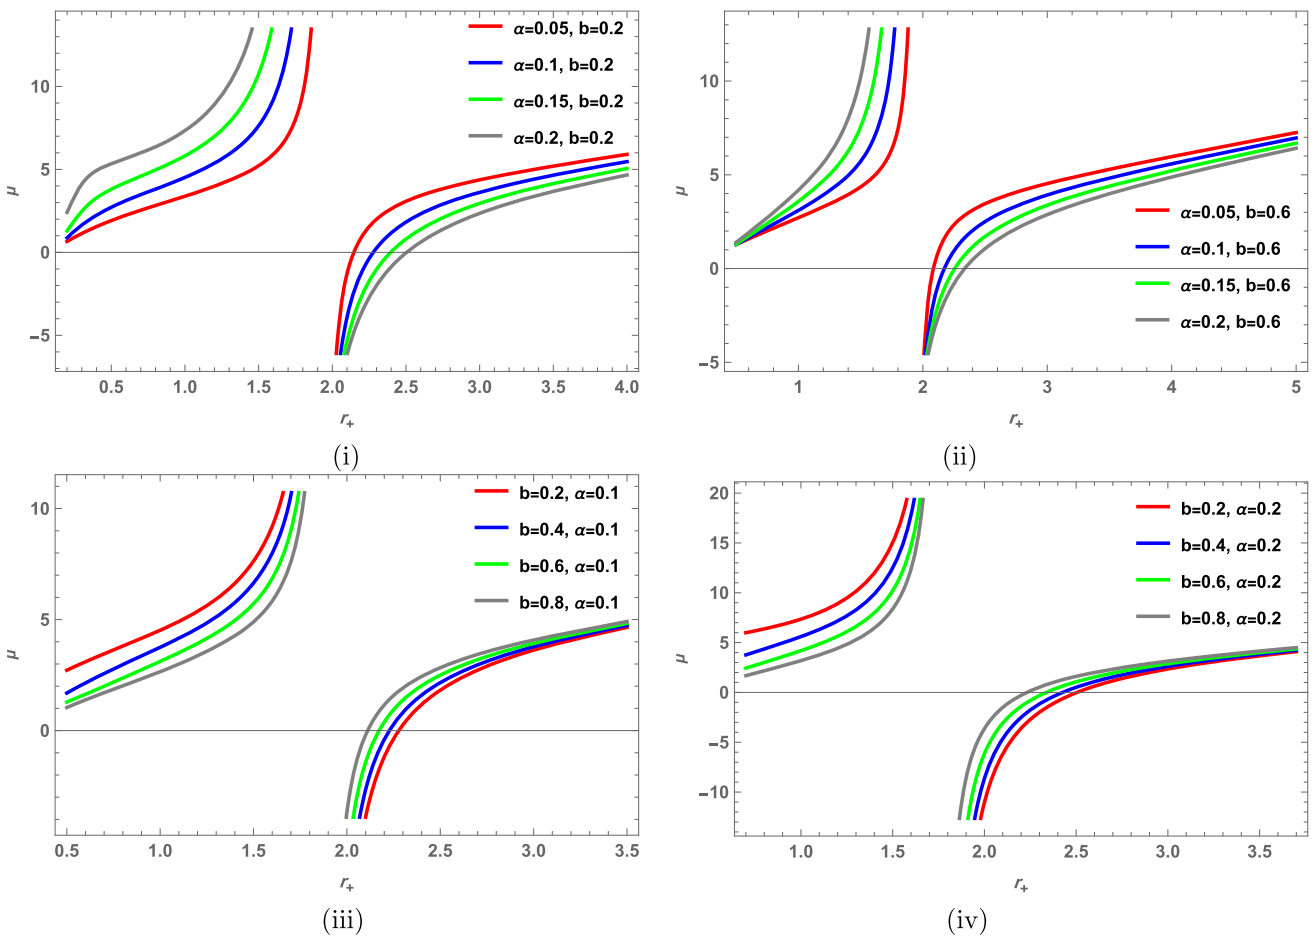 α=0.05, b=0.2
α=0.1, b=0.2
α=0.15, b=0.2
α=0.2, b=0.2
10
5
0
−5
μ
0.5 1.0 1.5 2.0 2.5 3.0 3.5 4.0
r+
(i)
10
5
0
−5
μ
α=0.05, b=0.6
α=0.1, b=0.6
α=0.15, b=0.6
α=0.2, b=0.6
1 2 3 4 5
r+
(ii)
10
5
0
μ
b=0.2, α=0.1
b=0.4, α=0.1
b=0.6, α=0.1
b=0.8, α=0.1
0.5 1.0 1.5 2.0 2.5 3.0 3.5
r+
(iii)
20
15
10
5
0
−5
−10
μ
b=0.2, α=0.2
b=0.4, α=0.2
b=0.6, α=0.2
b=0.8, α=0.2
1.0 1.5 2.0 2.5 3.0 3.5
r+
(iv)